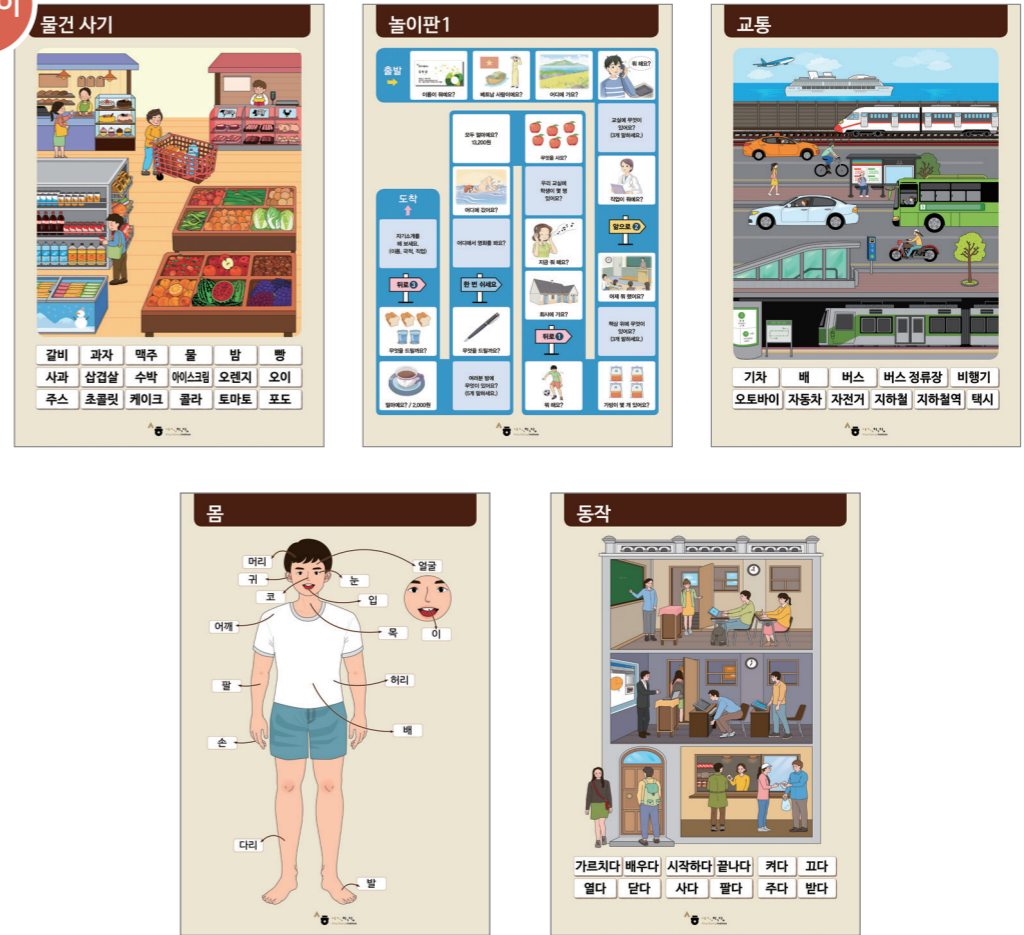 이
물건 사기
갈비 과자 맥주 물 밤 빵
사과 삽겹살 수박 아이스크림 오렌지 오이
주스 초콜릿 케이크 콜라 토마토 포도
놀이판1
출발
이름이 뭐예요?
베트남 사람이에요?
어디에 가요?
뭐 해요?
모두 얼마예요?
13,200원
무엇을 사요?
교실에 무엇이
있어요?
(3개 말하세요.)
도착
어디에 갔어요?
우리 교실에
학생이 몇 명
있어요?
직업이 뭐예요?
자기소개를
해 보세요.
(이름, 국적, 직업)
어디에서 영화를 봐요?
지금 뭐 해요?
앞으로 2
뒤로 3
한 번 쉬세요
회사에 가요?
어제 뭐 했어요?
무엇을 드릴까요?
무엇을 드릴까요?
뒤로 1
책상 위에 무엇이
있어요?
(3개 말하세요.)
얼마예요? / 2,000원
여러분 방에
무엇이 있어요?
(5개 말하세요.)
뭐 해요?
가방이 몇 개 있어요?
교통
기차 배 버스 버스 정류장 비행기
오토바이 자동차 자전거 지하철 지하철역 택시
몸
머리
얼굴
귀
눈
코
입
어깨
목
이
팔
허리
배
손
다리
발
동작
가르치다 배우다 시작하다 끝나다 켜다 끄다
열다 닫다 사다 팔다 주다 받다